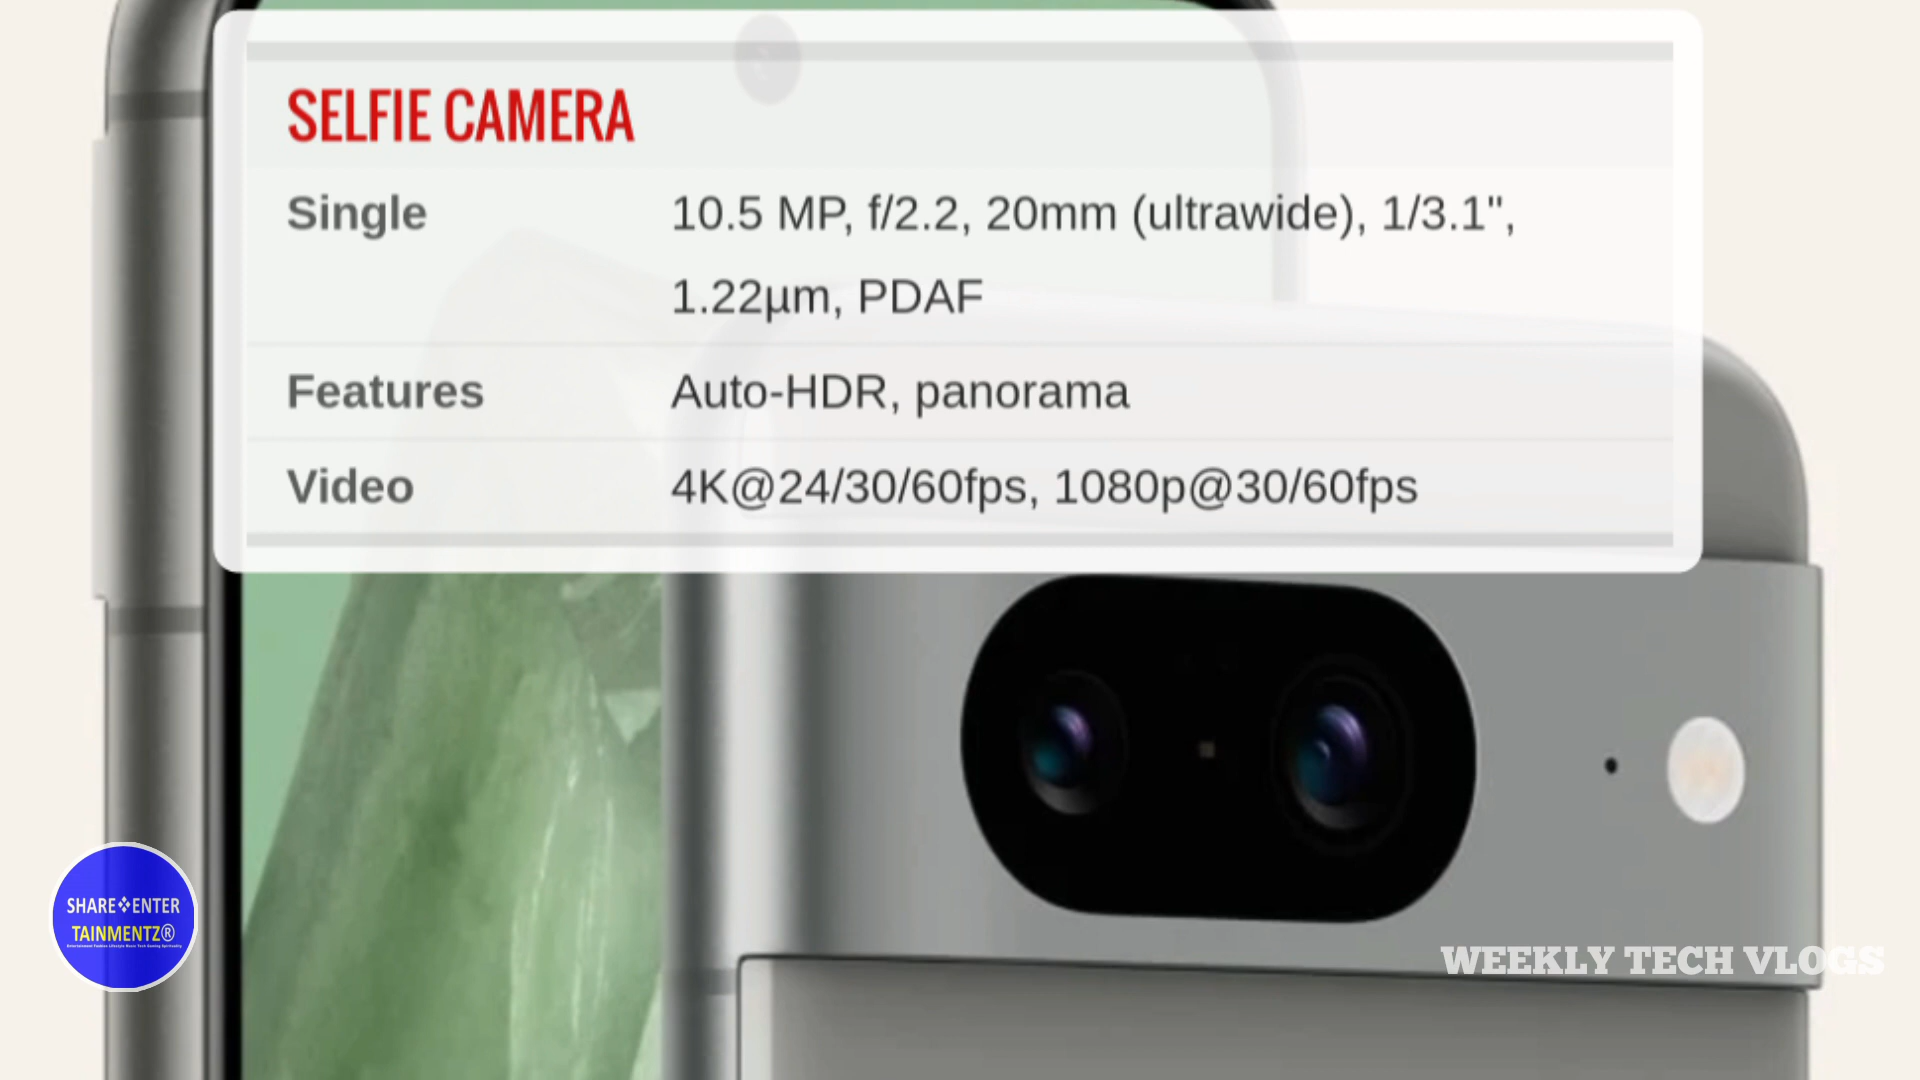 SELFIE CAMERA
Single 10.5 MP, f/2.2, 20mm (ultrawide), 1/3.1",
1.22µm, PDAF
Features Auto-HDR, panorama
Video 4K@24/30/60fps, 1080p@30/60fps
SHARE❖ENTER
TAINMENTZ®
WEEKLY TECH VLOGS